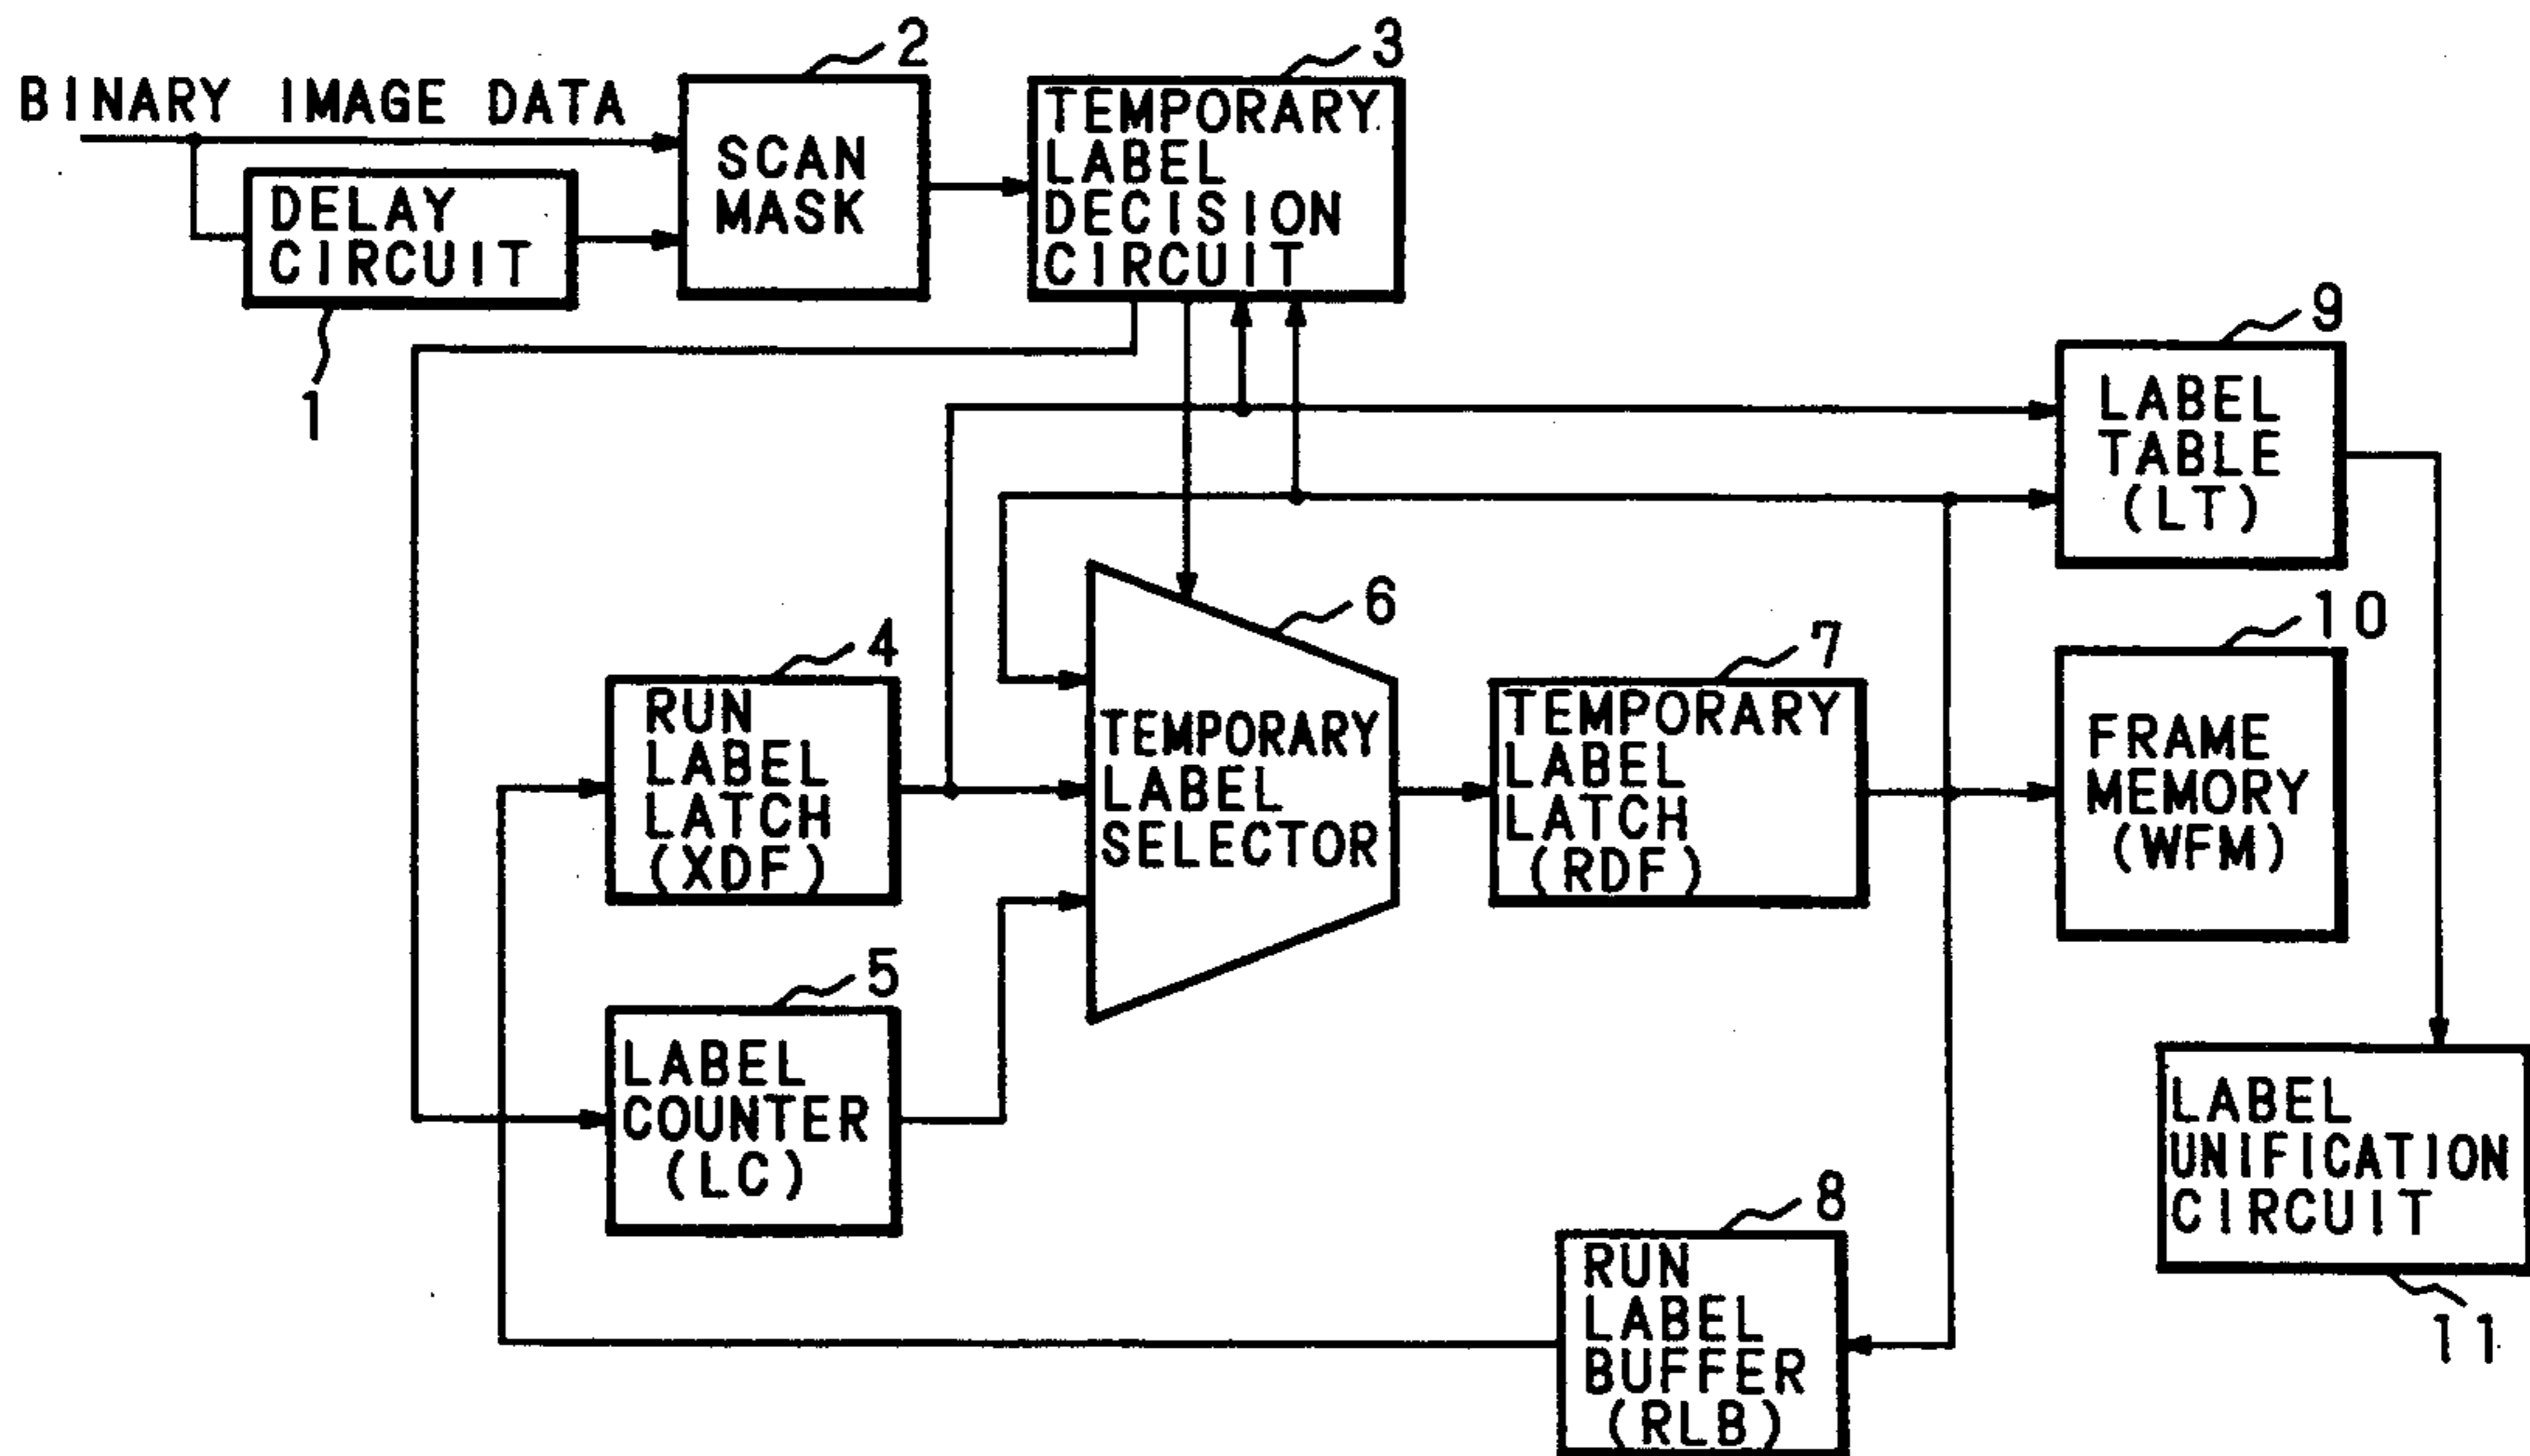 2
3
BINARY IMAGE DATA
SCAN
MASK
TEMPORARY
LABEL
DECISION
CIRCUIT
DELAY
CIRCUIT
1
9
LABEL
TABLE
(LT)
4
RUN
LABEL
LATCH
(XDF)
6
TEMPORARY
LABEL
SELECTOR
7
TEMPORARY
LABEL
LATCH
(RDF)
10
FRAME
MEMORY
(WFM)
5
LABEL
COUNTER
(LC)
8
RUN
LABEL
BUFFER
(RLB)
LABEL
UNIFICATION
CIRCUIT
11